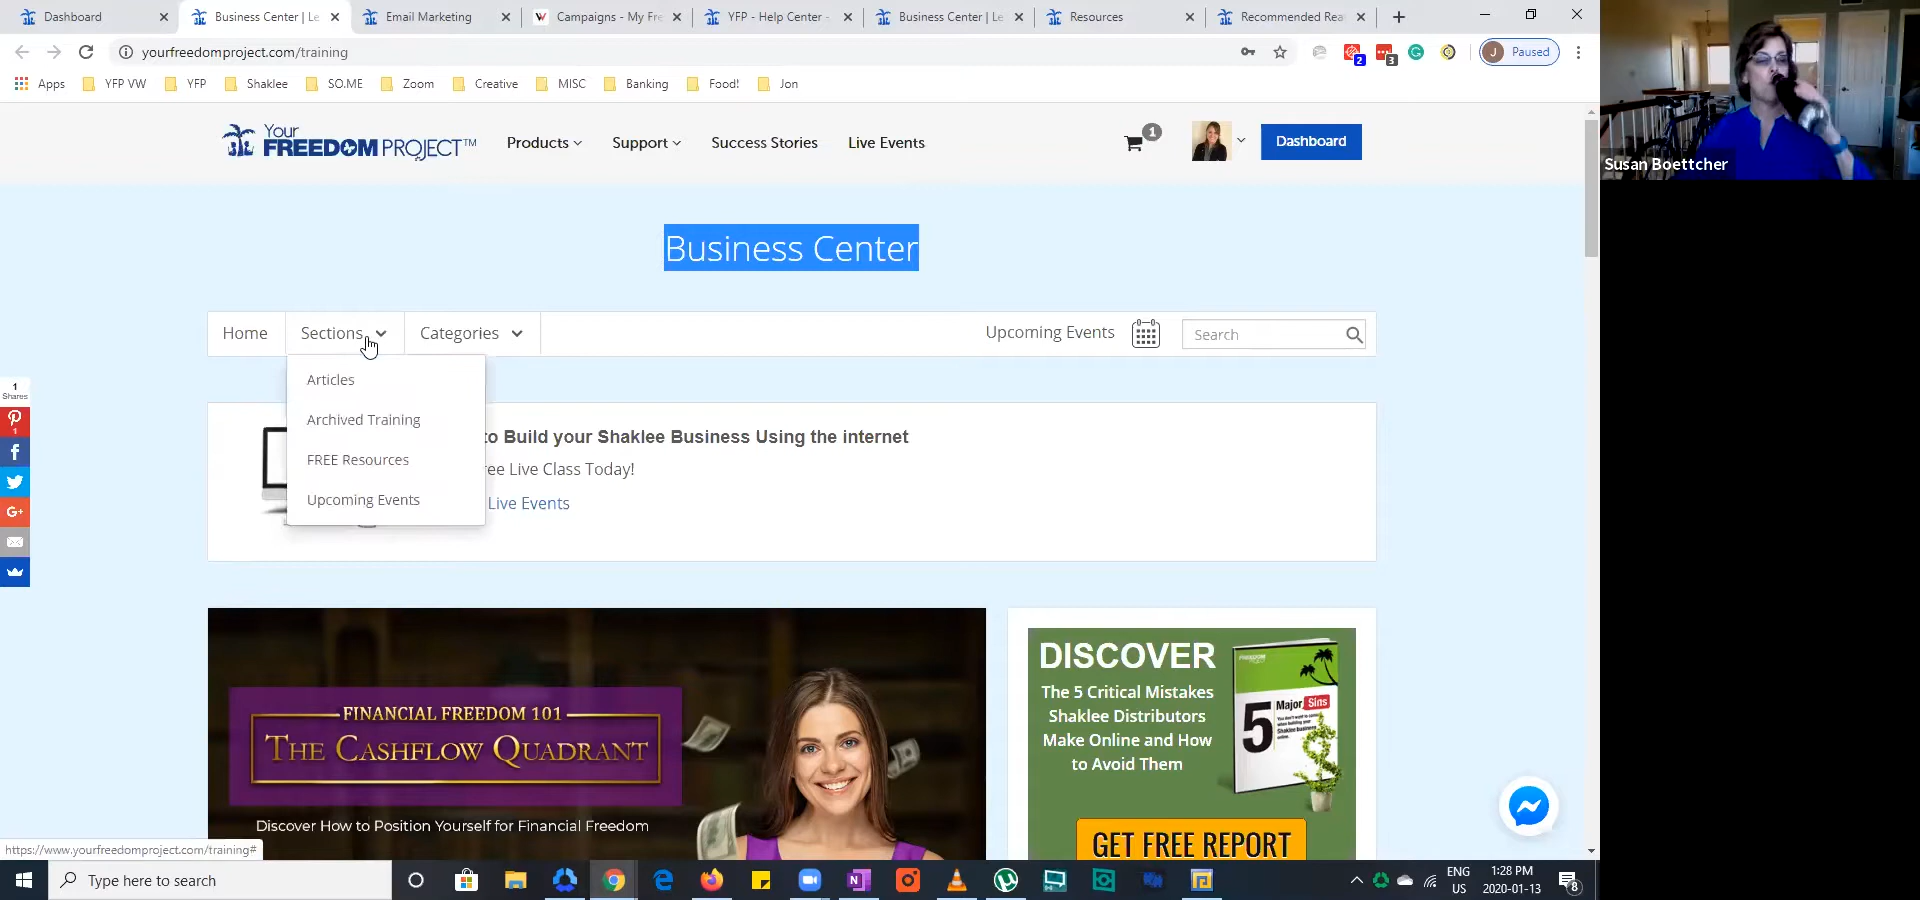 Dashboard
Business Center | Le
Email Marketing
Campaigns - My Fre
YFP - Help Center -
Business Center | Le
Resources
Recommended Rea
yourfreedomproject.com/training
2
3
J Paused
Apps
YFP VW
YFP
Shaklee
SO.ME
Zoom
Creative
MISC
Banking
Food!
Jon
Your
FREEDOM PROJECT™
Products
Support
Success Stories
Live Events
1
Dashboard
Susan Boettcher
Business Center
Home
Sections
Categories
Upcoming Events
Search
Articles
Archived Training
FREE Resources
Upcoming Events
1
Shares
1
G+
to Build your Shaklee Business Using the internet
ree Live Class Today!
Live Events
FINANCIAL FREEDOM 101
THE CASHFLOW QUADRANT
Discover How to Position Yourself for Financial Freedom
DISCOVER
The 5 Critical Mistakes
Shaklee Distributors
Make Online and How
to Avoid Them
5 Major Sins
GET FREE REPORT
https://www.yourfreedomproject.com/training#
Type here to search
ENG
US
1:28 PM
2020-01-13
8